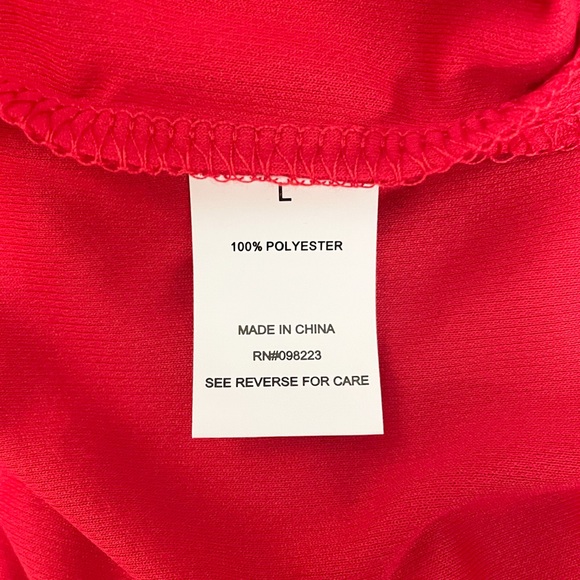 L
100% POLYESTER
MADE IN CHINA
RN#098223
SEE REVERSE FOR CARE